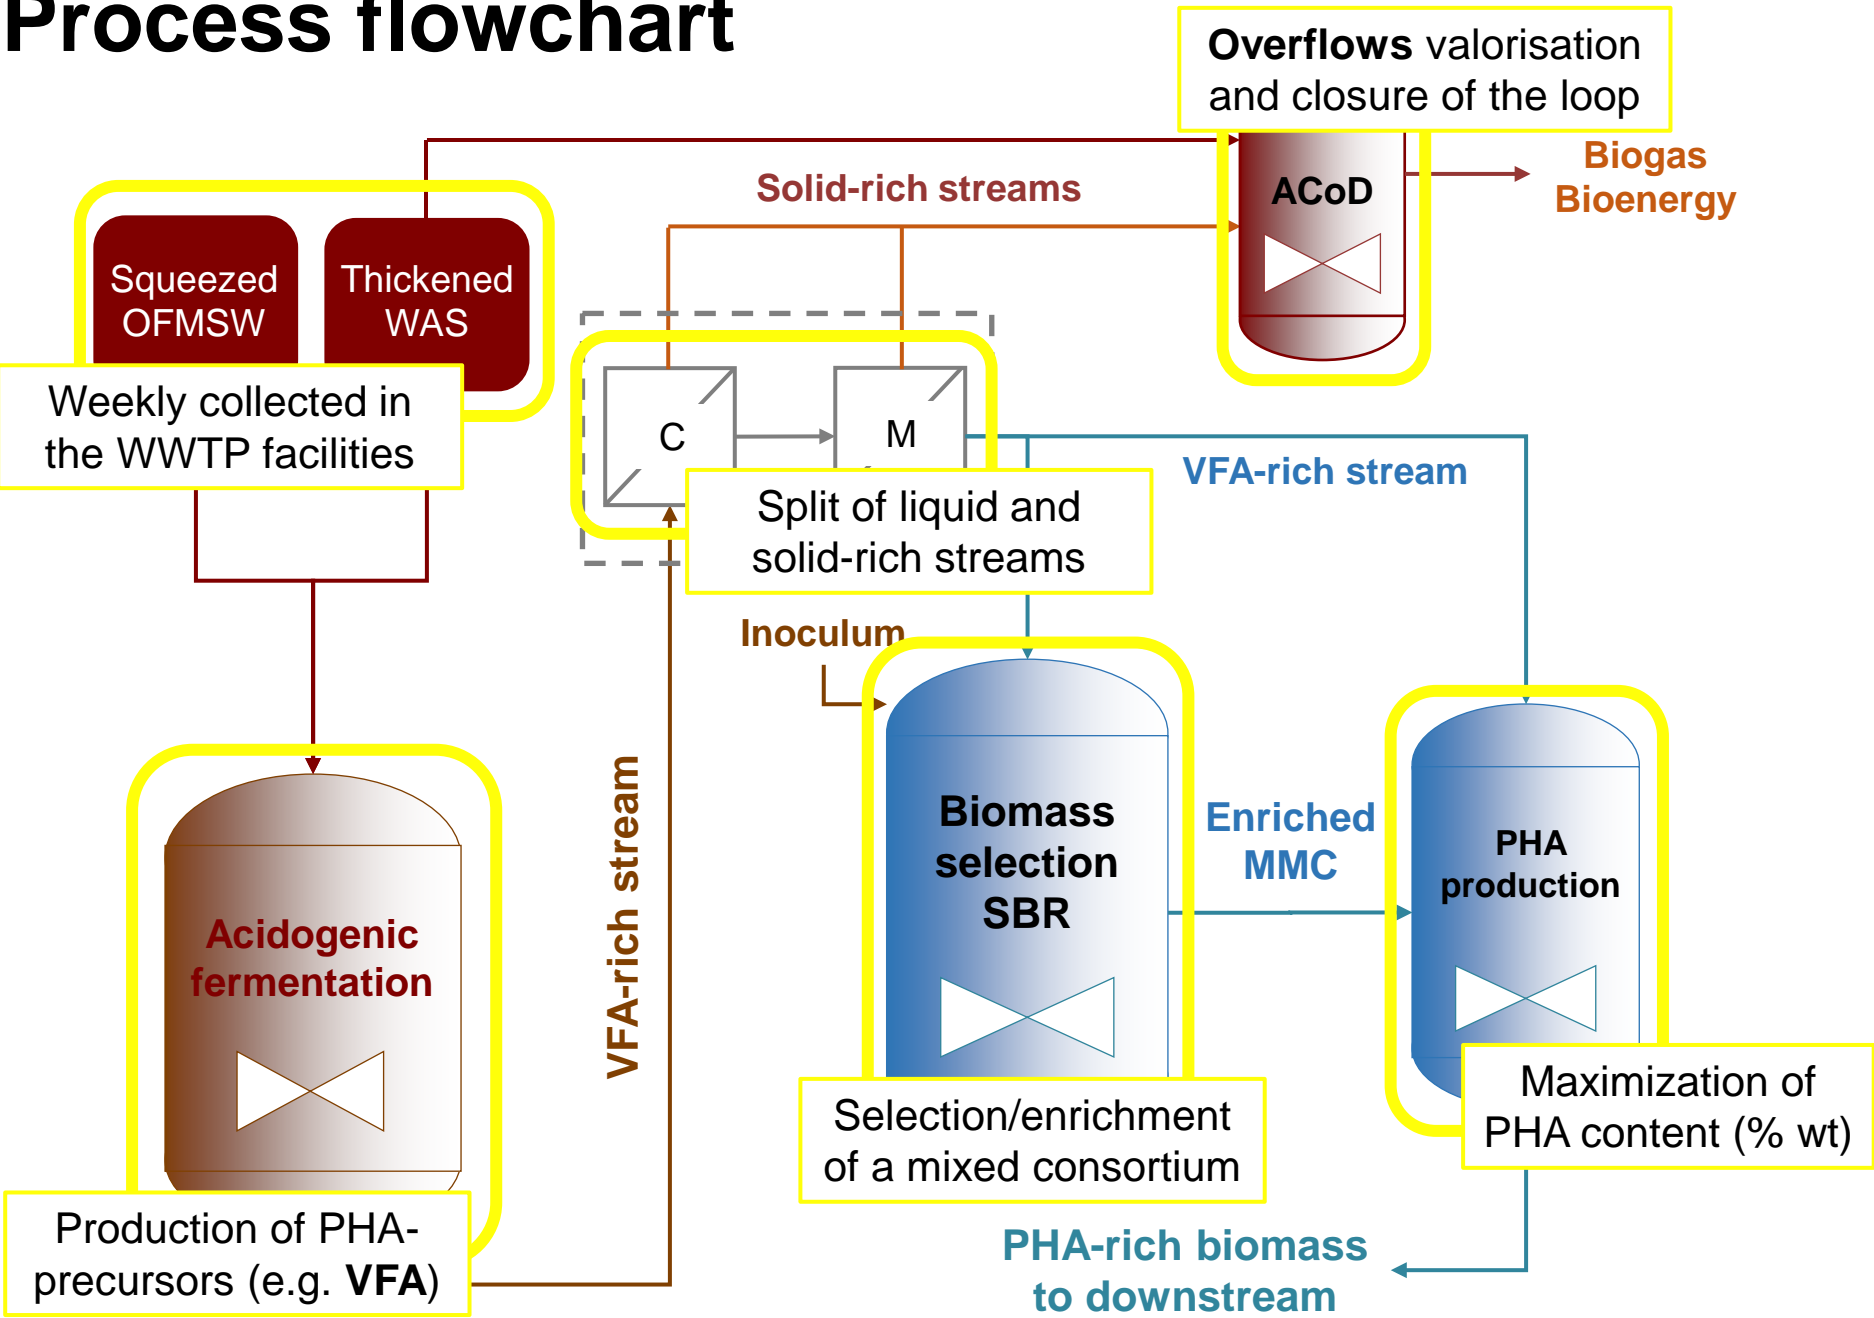 Process flowchart
Overflows valorisation
and closure of the loop
Biogas
Bioenergy
Solid-rich streams
ACoD
Squeezed
OFMSW
Thickened
WAS
Weekly collected in
the WWTP facilities
C
M
VFA-rich stream
Split of liquid and
solid-rich streams
Inoculum
VFA-rich stream
Biomass
selection
SBR
Enriched
MMC
PHA
production
Acidogenic
fermentation
Maximization of
PHA content (% wt)
Selection/enrichment
of a mixed consortium
Production of PHA-
precursors (e.g. VFA)
PHA-rich biomass
to downstream